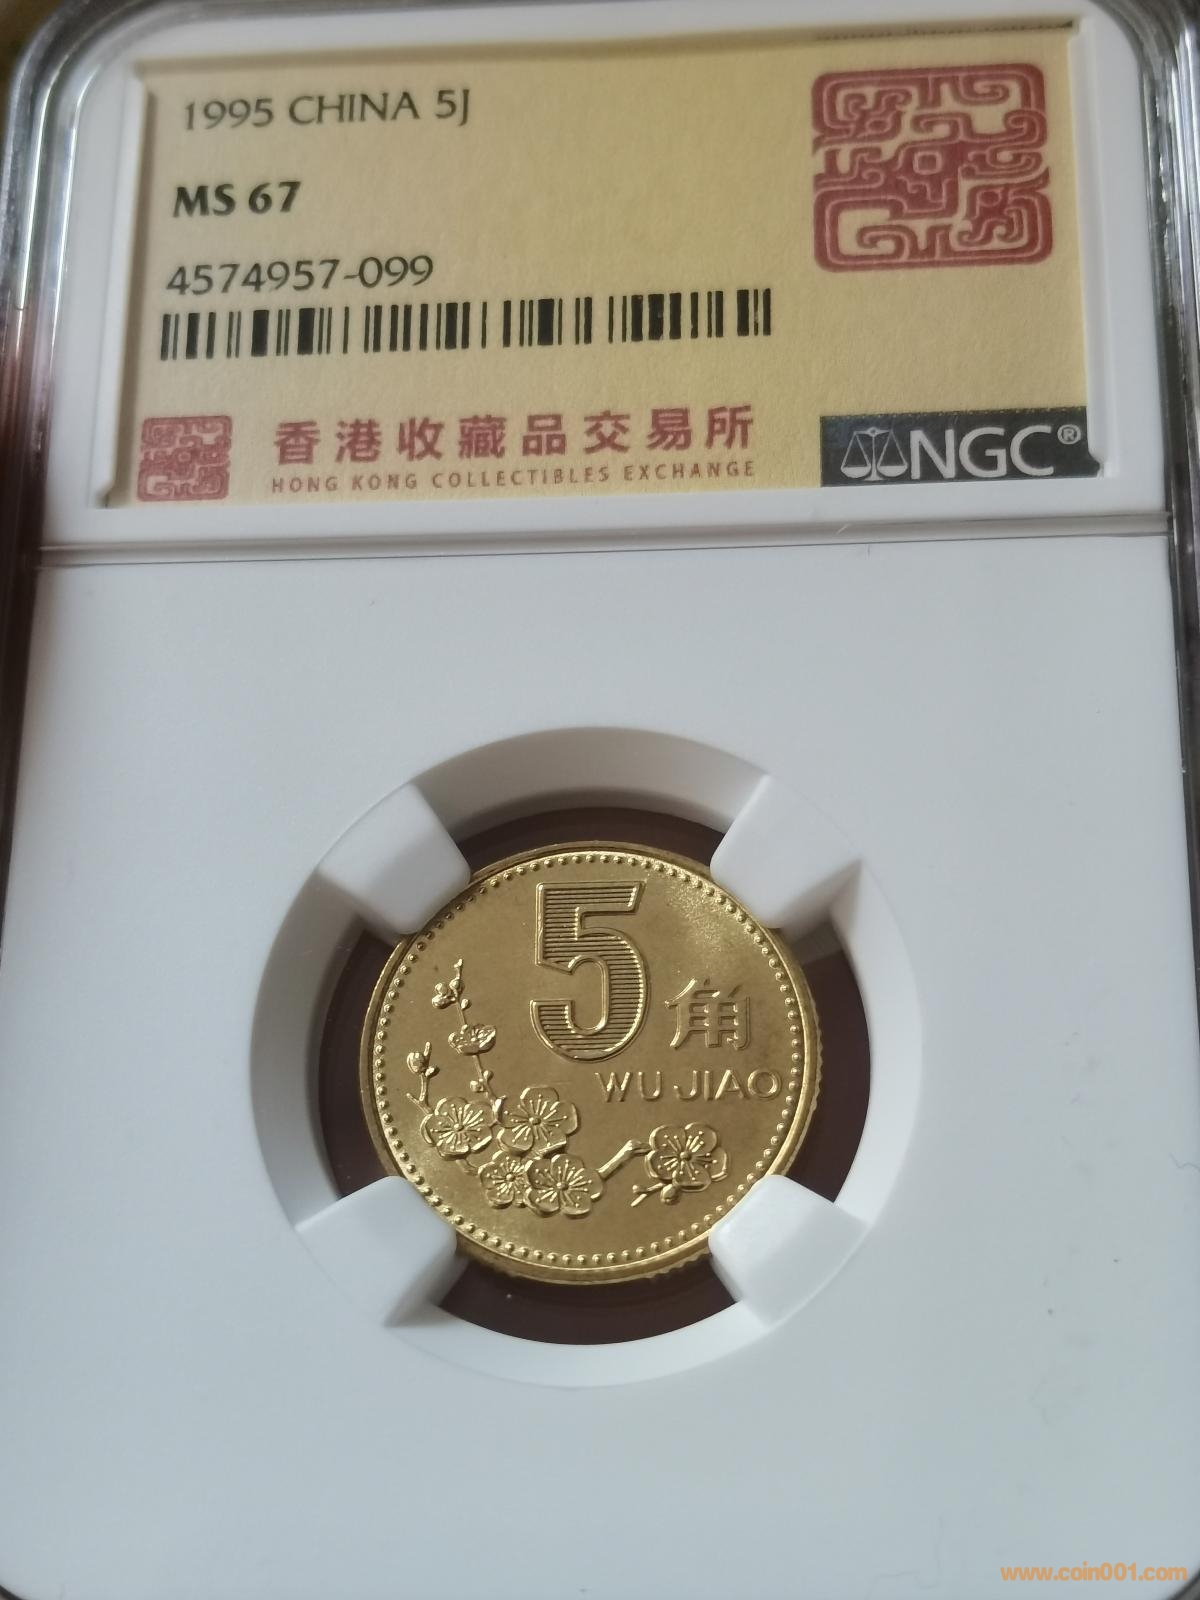 1995 CHINA 5J
MS 67
4574957-099
香港收藏品交易所
HONG KONG COLLECTIBLES EXCHANGE
NGC®
5角
WU JIAO
www.coin001.com